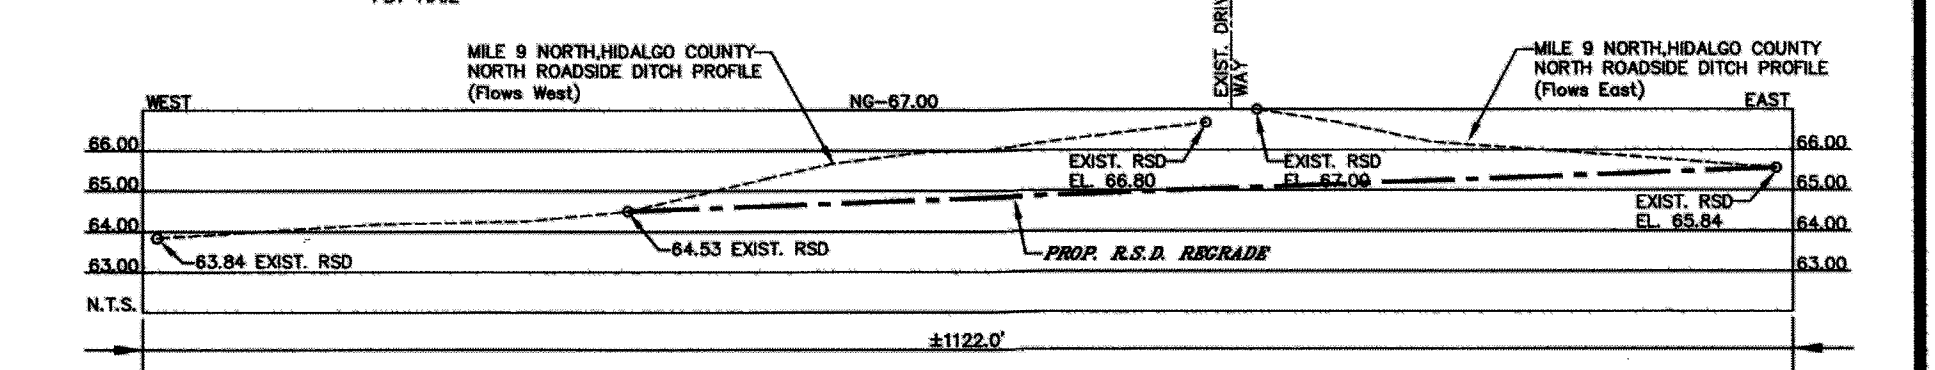 EXIST. DRIV
WAY
MILE 9 NORTH,HIDALGO COUNTY
NORTH ROADSIDE DITCH PROFILE
(Flows West)
MILE 9 NORTH,HIDALGO COUNTY
NORTH ROADSIDE DITCH PROFILE
(Flows East)
WEST
NG-67.00
EAST
66.00
66.00
EXIST. RSD
EL. 66.80
EXIST. RSD
EL. 67.00
65.00
65.00
EXIST. RSD
EL. 65.84
64.00
64.00
64.53 EXIST. RSD
PROP. R.S.D. REGRADE
63.84 EXIST. RSD
63.00
63.00
N.T.S.
±1122.0'